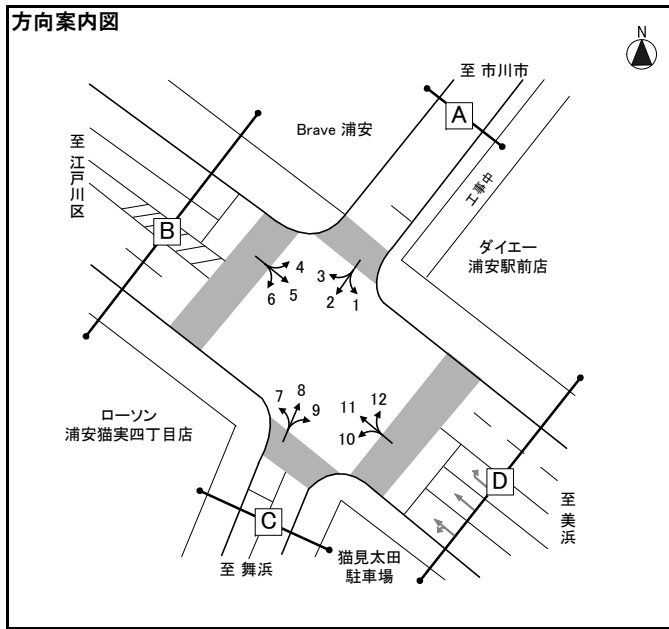 方向案内図
N
至 市川市
A
Brave 浦安
至 江戸川区
工事中
B
ダイエー
浦安駅前店
4
3
6
5
2
1
7
8
9
11
12
10
ローソン
浦安猫実四丁目店
D
C
至 美浜
至 舞浜
猫見太田
駐車場